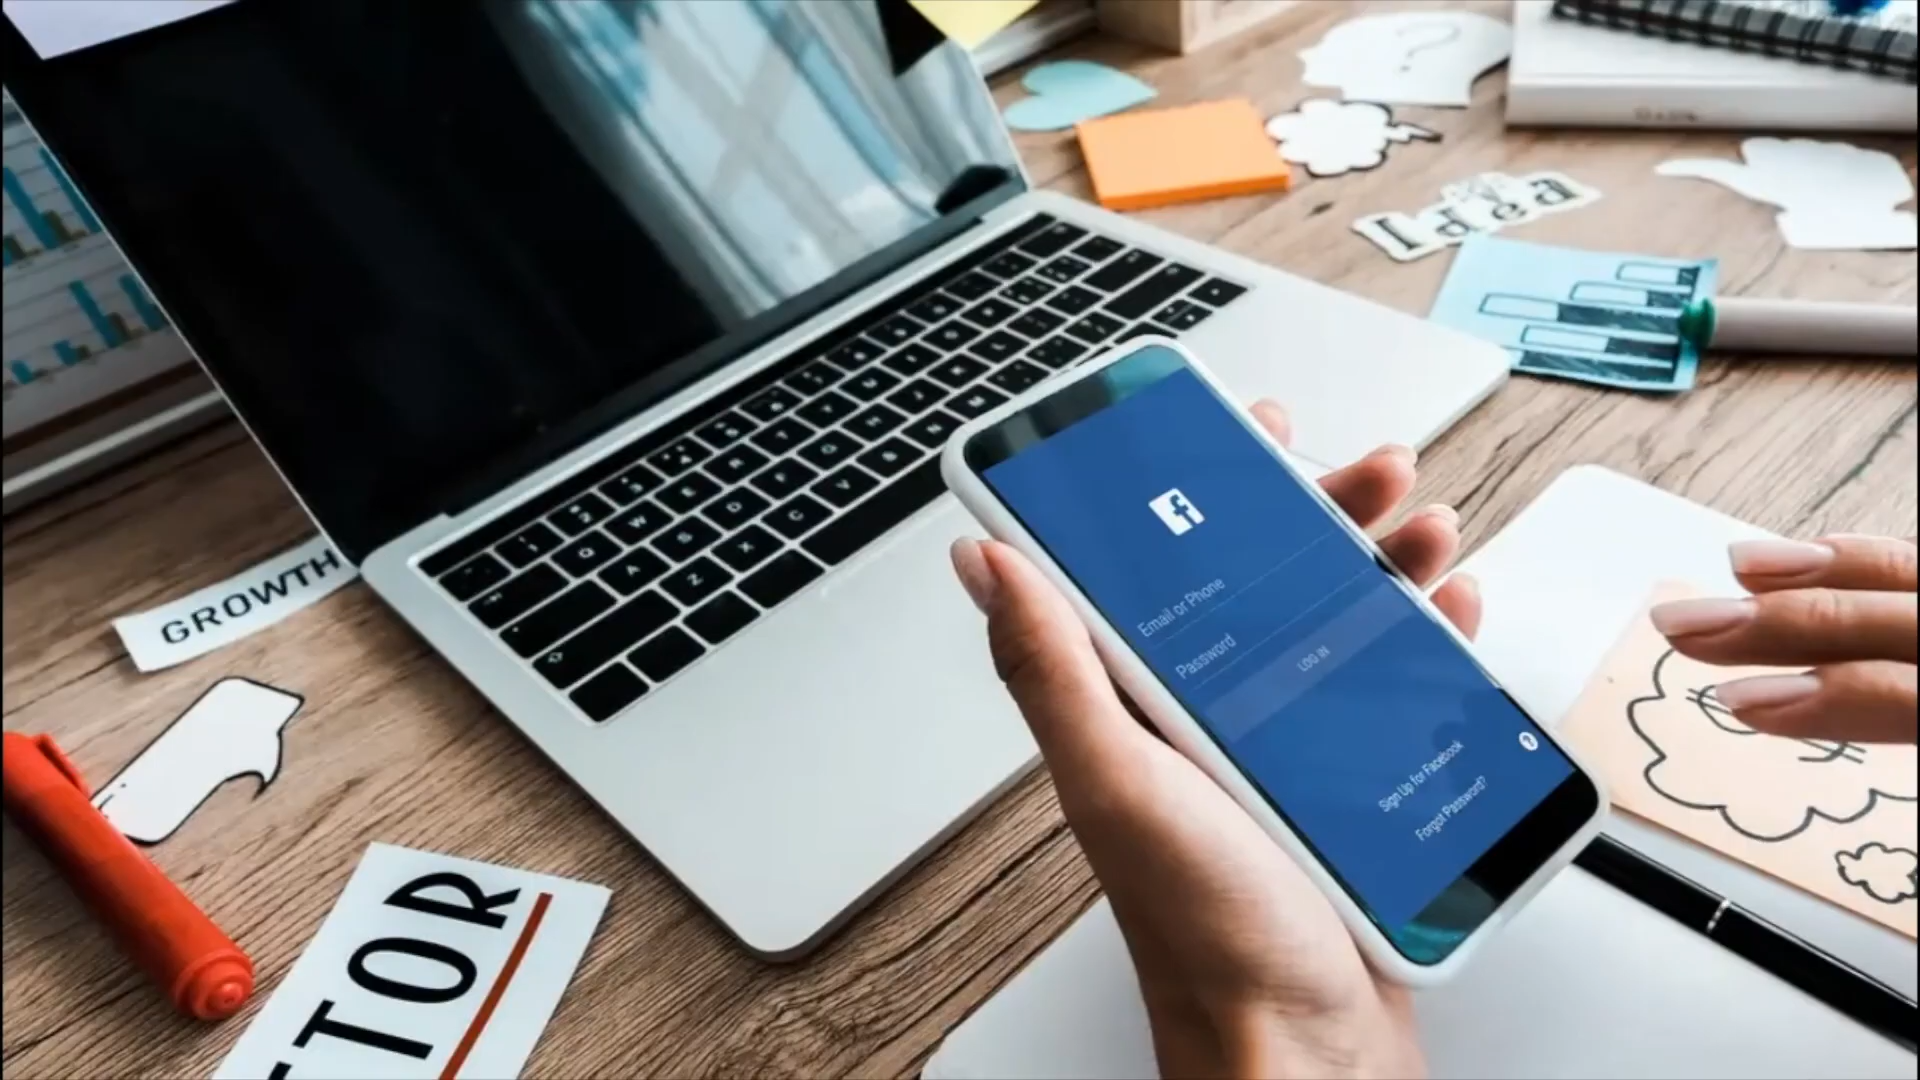 ?
Idea
GROWTH
Email or Phone
Password
LOG IN
Sign Up for Facebook
Forgot Password?
TOR
Q W E R T Y U
A S D F G H J K L
Z X C V B N M